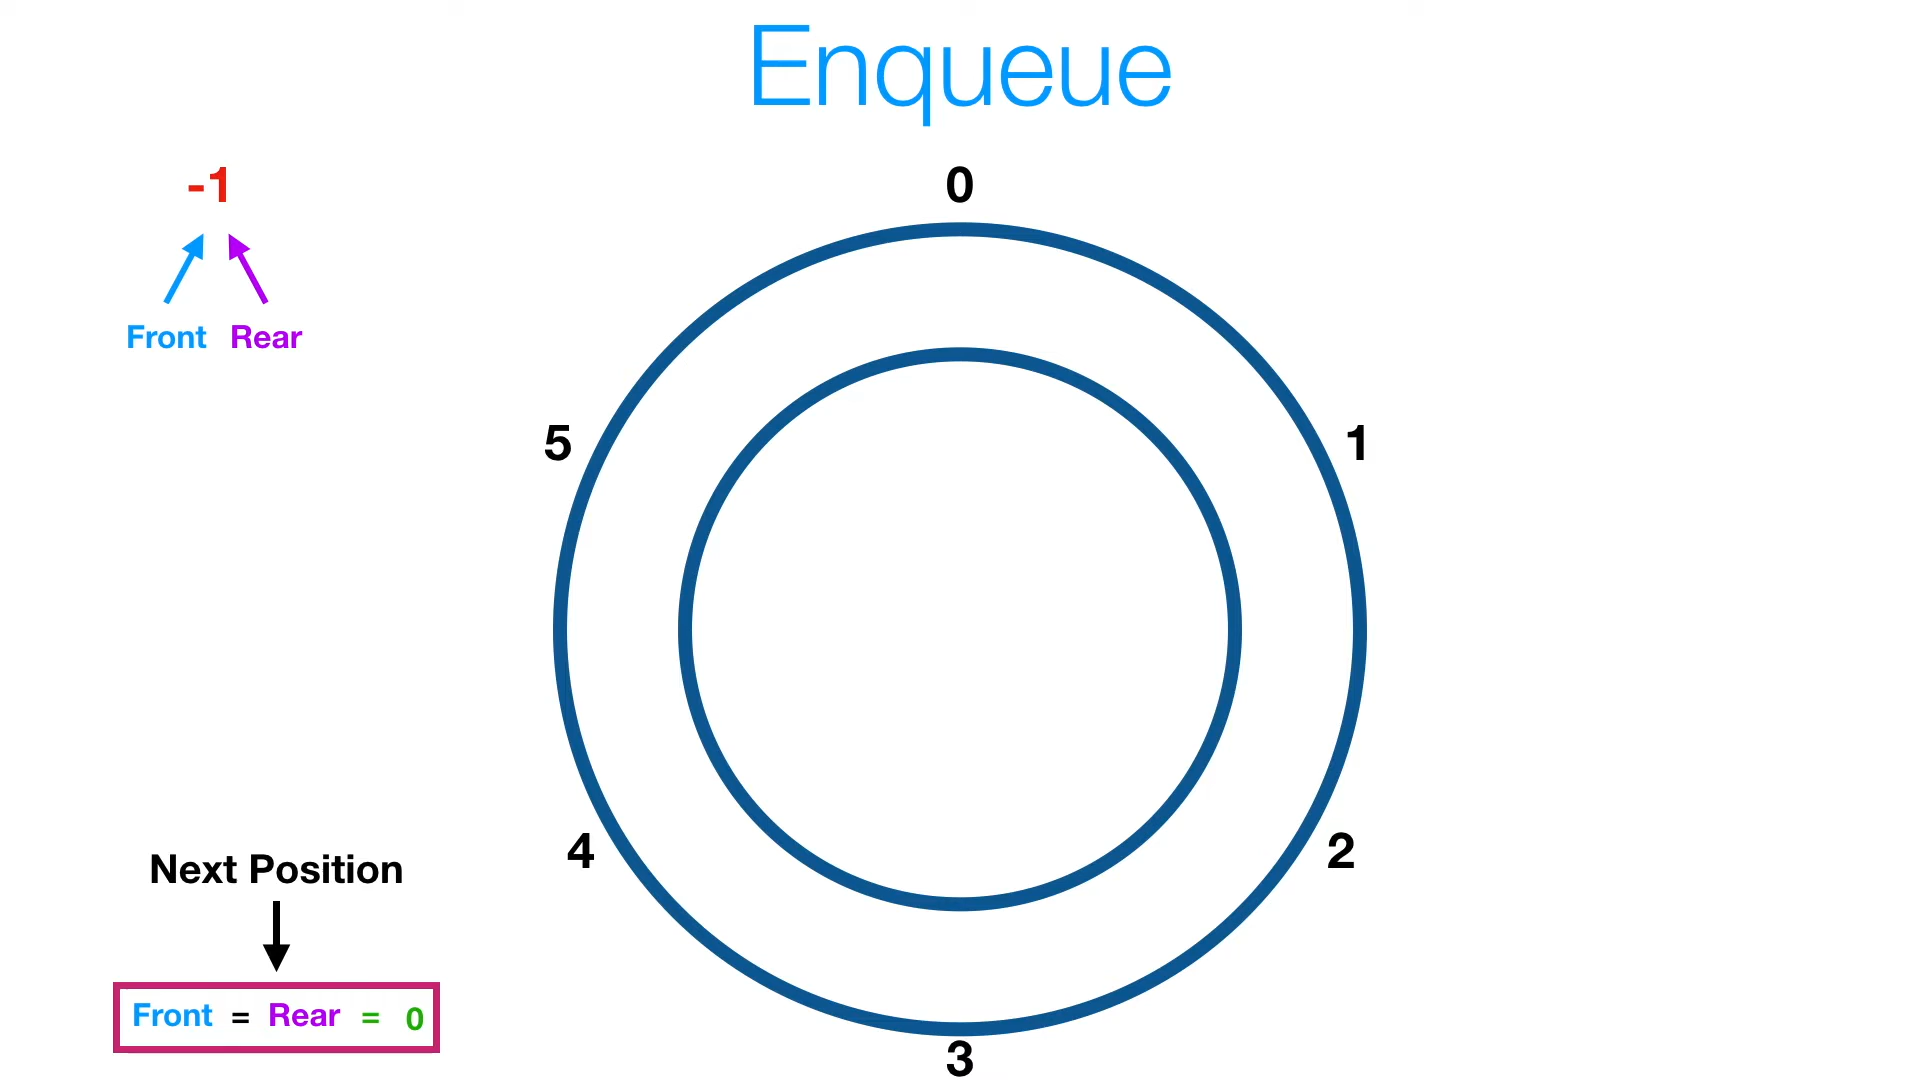 Enqueue
-1
0
Front Rear
5
1
4
2
Next Position
Front = Rear = 0
3